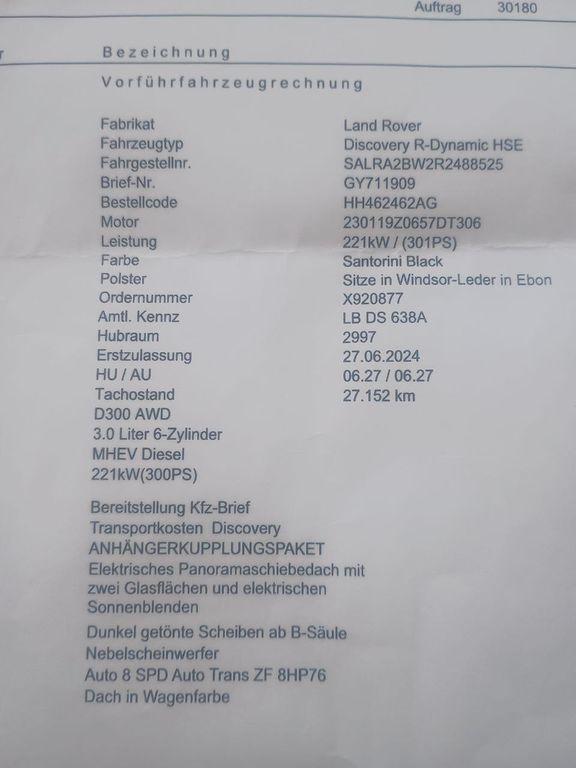 Auftrag 30180
Bezeichnung
Vorführfahrzeugrechnung
Fabrikat Land Rover
Fahrzeugtyp Discovery R-Dynamic HSE
Fahrgestellnr. SALRA2BW2R2488525
Brief-Nr. GY711909
Bestellcode HH462462AG
Motor 230119Z0657DT306
Leistung 221kW / (301PS)
Farbe Santorini Black
Polster Sitze in Windsor-Leder in Ebon
Ordernummer X920877
Amtl. Kennz LB DS 638A
Hubraum 2997
Erstzulassung 27.06.2024
HU / AU 06.27 / 06.27
Tachostand 27.152 km
D300 AWD
3.0 Liter 6-Zylinder
MHEV Diesel
221kW(300PS)
Bereitstellung Kfz-Brief
Transportkosten Discovery
ANHÄNGERKUPPLUNGSPAKET
Elektrisches Panoramaschiebedach mit
zwei Glasflächen und elektrischen
Sonnenblenden
Dunkel getönte Scheiben ab B-Säule
Nebelscheinwerfer
Auto 8 SPD Auto Trans ZF 8HP76
Dach in Wagenfarbe